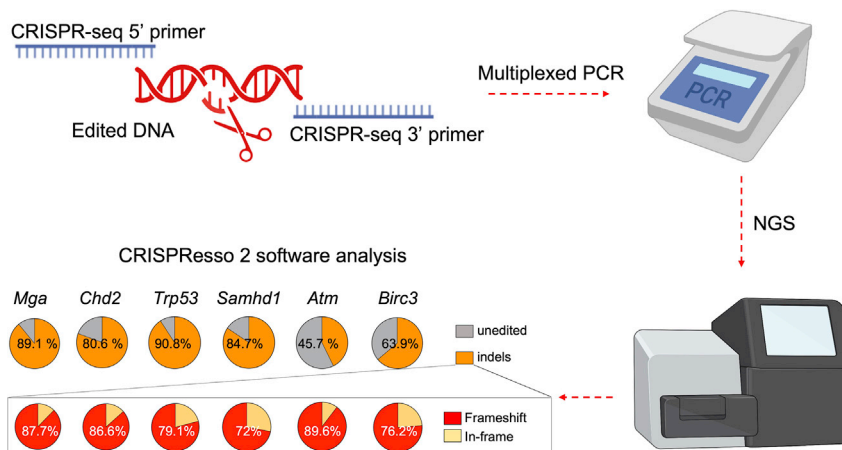 CRISPR-seq 5’ primer
Edited DNA
CRISPR-seq 3’ primer
Multiplexed PCR
PCR
NGS
CRISPResso 2 software analysis
Mga Chd2 Trp53 Samhd1 Atm Birc3
89.1 % 80.6 % 90.8% 84.7% 45.7 % 63.9%
unedited
indels
87.7% 86.6% 79.1% 72% 89.6% 76.2%
Frameshift
In-frame